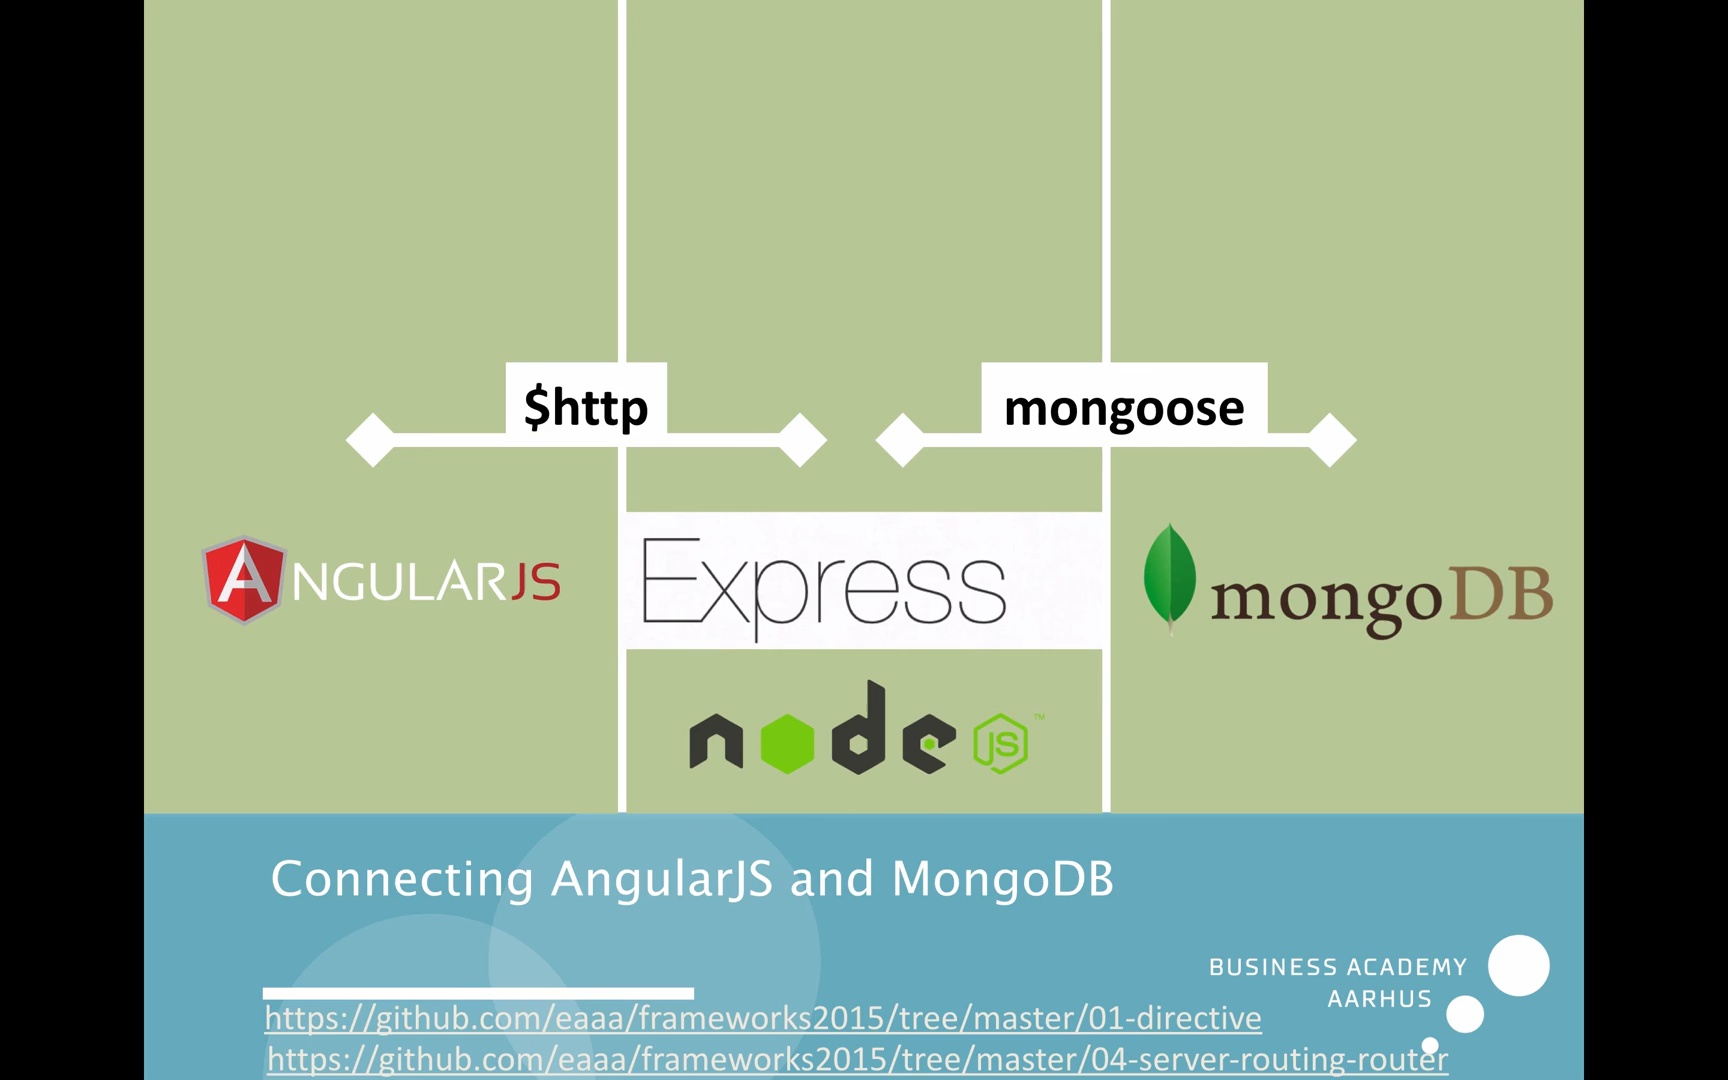 $http
mongoose
ANGULARJS
Express
mongoDB
node JS ™
Connecting AngularJS and MongoDB
BUSINESS ACADEMY
AARHUS
https://github.com/eaaa/frameworks2015/tree/master/01-directive
https://github.com/eaaa/frameworks2015/tree/master/04-server-routing-router